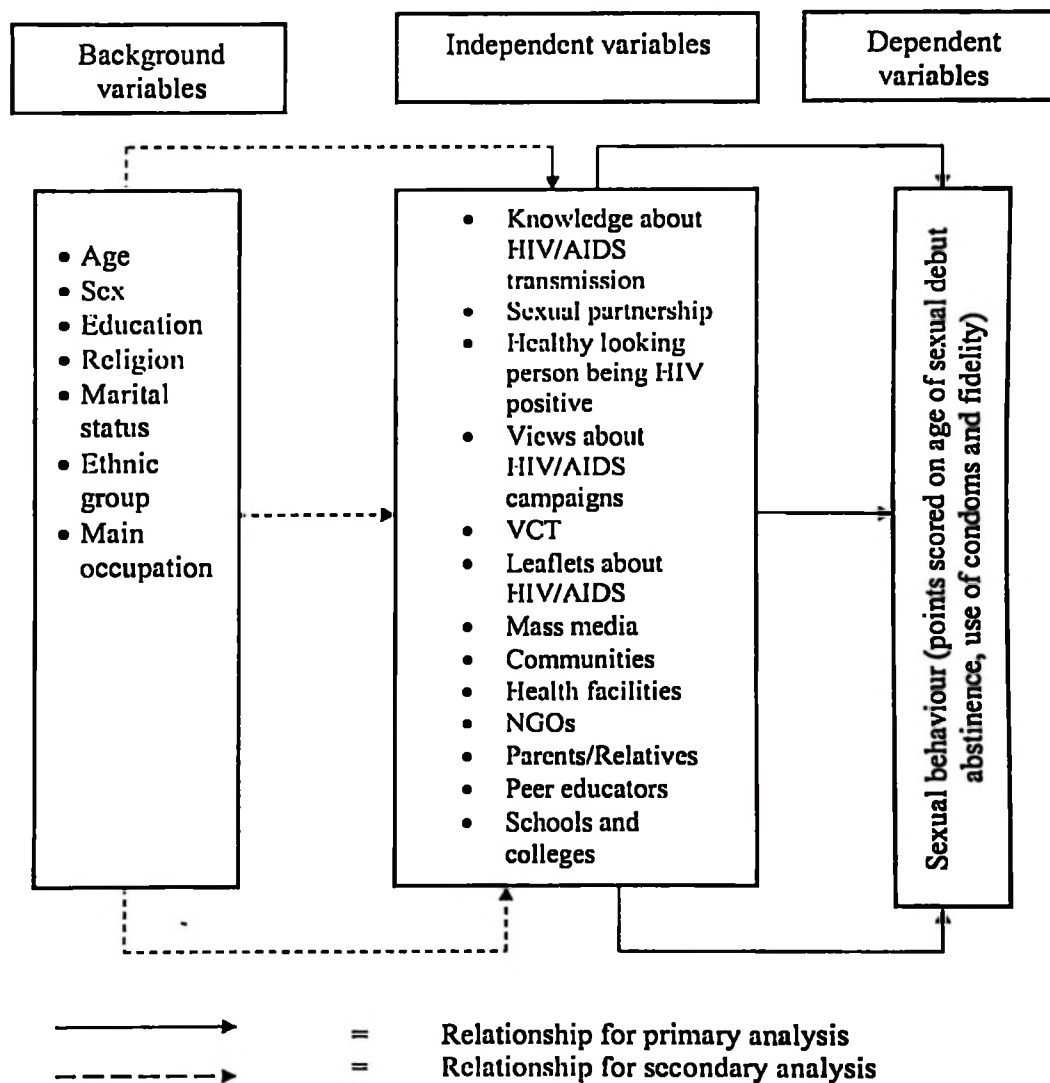 Background
variables
Independent variables
Dependent
variables
• Age
• Sex
• Education
• Religion
• Marital
status
• Ethnic
group
• Main
occupation
• Knowledge about
HIV/AIDS
transmission
• Sexual partnership
• Healthy looking
person being HIV
positive
• Views about
HIV/AIDS
campaigns
• VCT
• Leaflets about
HIV/AIDS
• Mass media
• Communities
• Health facilities
• NGOs
• Parents/Relatives
• Peer educators
• Schools and
colleges
Sexual behaviour (points scored on age of sexual debut
abstinence, use of condoms and fidelity)
= Relationship for primary analysis
= Relationship for secondary analysis